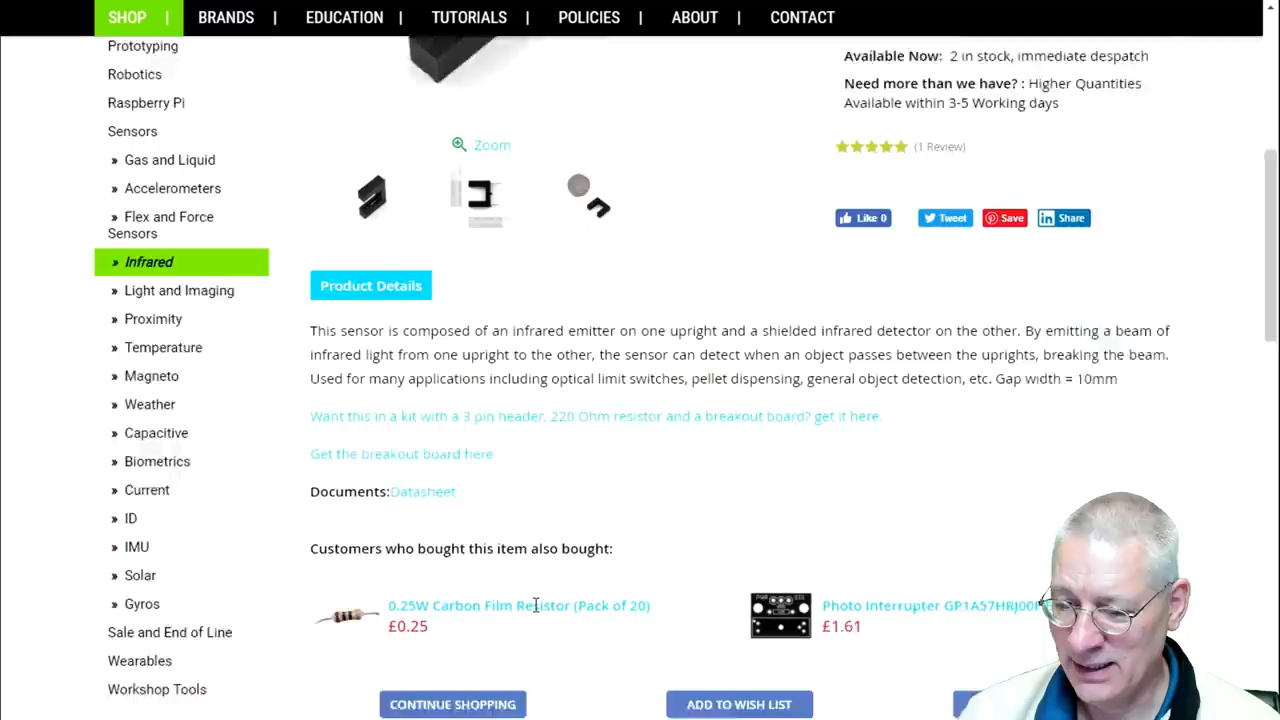 SHOP | BRANDS | EDUCATION | TUTORIALS | POLICIES | ABOUT | CONTACT
Prototyping
Robotics
Raspberry Pi
Sensors
» Gas and Liquid
» Accelerometers
» Flex and Force
Sensors
» Infrared
» Light and Imaging
» Proximity
» Temperature
» Magneto
» Weather
» Capacitive
» Biometrics
» Current
» ID
» IMU
» Solar
» Gyros
Sale and End of Line
Wearables
Workshop Tools
Zoom
Available Now: 2 in stock, immediate despatch
Need more than we have? : Higher Quantities
Available within 3-5 Working days
(1 Review)
Like 0 Tweet Save Share
Product Details
This sensor is composed of an infrared emitter on one upright and a shielded infrared detector on the other. By emitting a beam of
infrared light from one upright to the other, the sensor can detect when an object passes between the uprights, breaking the beam.
Used for many applications including optical limit switches, pellet dispensing, general object detection, etc. Gap width = 10mm
Want this in a kit with a 3 pin header, 220 Ohm resistor and a breakout board? get it here.
Get the breakout board here
Documents:Datasheet
Customers who bought this item also bought:
0.25W Carbon Film Resistor (Pack of 20)
£0.25
Photo Interrupter
£1.61
CONTINUE SHOPPING
ADD TO WISH LIST